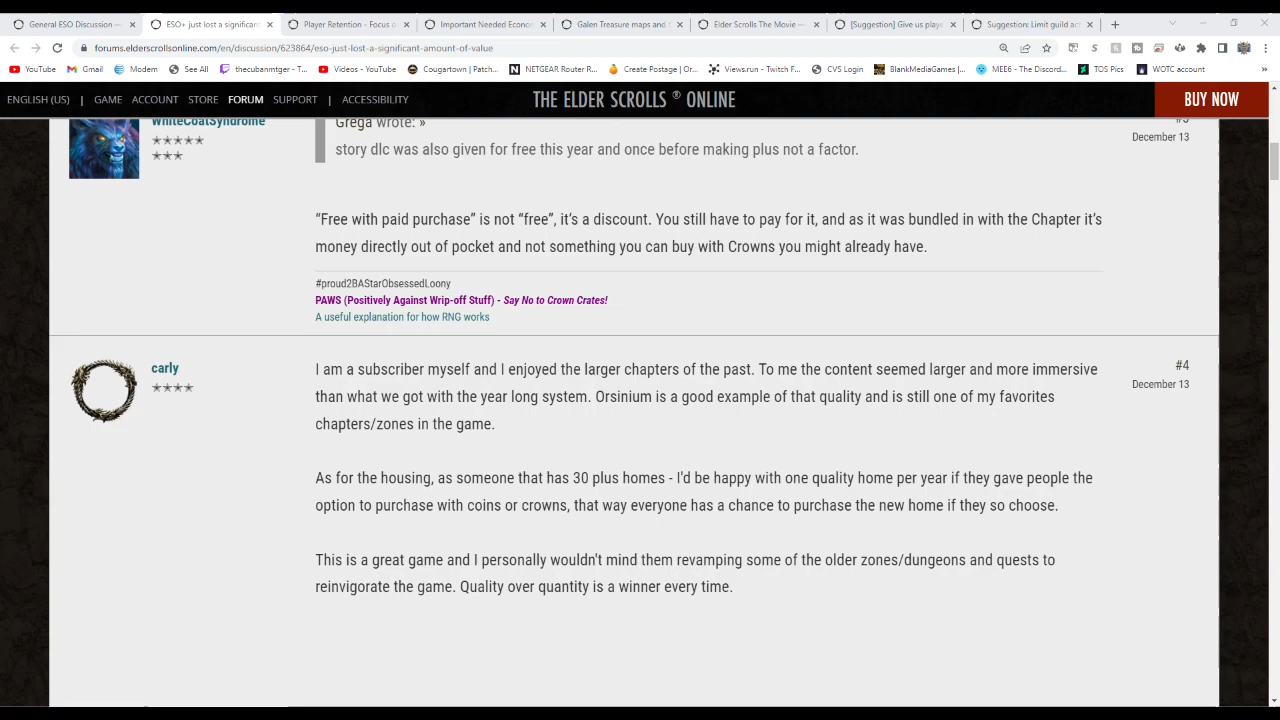 General ESO Discussion —
ESO+ just lost a significant
Player Retention - Focus o
Important Needed Econo
Galen Treasure maps and
Elder Scrolls The Movie —
[Suggestion] Give us playe
Suggestion: Limit guild ac
forums.elderscrollsonline.com/en/discussion/623864/eso-just-lost-a-significant-amount-of-value
YouTube
Gmail
Modem
See All
thecubanmtger - T...
Videos - YouTube
Cougartown | Patch...
NETGEAR Router R...
Create Postage | Or...
Views.run - Twitch F...
CVS Login
BlankMediaGames |...
MEE6 - The Discord...
TOS Pics
WOTC account
»
ENGLISH (US) | GAME ACCOUNT STORE FORUM SUPPORT | ACCESSIBILITY
THE ELDER SCROLLS ® ONLINE
BUY NOW
WhiteCoatSyndrome
Grega wrote: »
#3
December 13
story dlc was also given for free this year and once before making plus not a factor.
“Free with paid purchase” is not “free”, it’s a discount. You still have to pay for it, and as it was bundled in with the Chapter it’s
money directly out of pocket and not something you can buy with Crowns you might already have.
#proud2BAStarObsessedLoony
PAWS (Positively Against Wrip-off Stuff) - Say No to Crown Crates!
A useful explanation for how RNG works
carly
#4
December 13
I am a subscriber myself and I enjoyed the larger chapters of the past. To me the content seemed larger and more immersive
than what we got with the year long system. Orsinium is a good example of that quality and is still one of my favorites
chapters/zones in the game.
As for the housing, as someone that has 30 plus homes - I'd be happy with one quality home per year if they gave people the
option to purchase with coins or crowns, that way everyone has a chance to purchase the new home if they so choose.
This is a great game and I personally wouldn't mind them revamping some of the older zones/dungeons and quests to
reinvigorate the game. Quality over quantity is a winner every time.